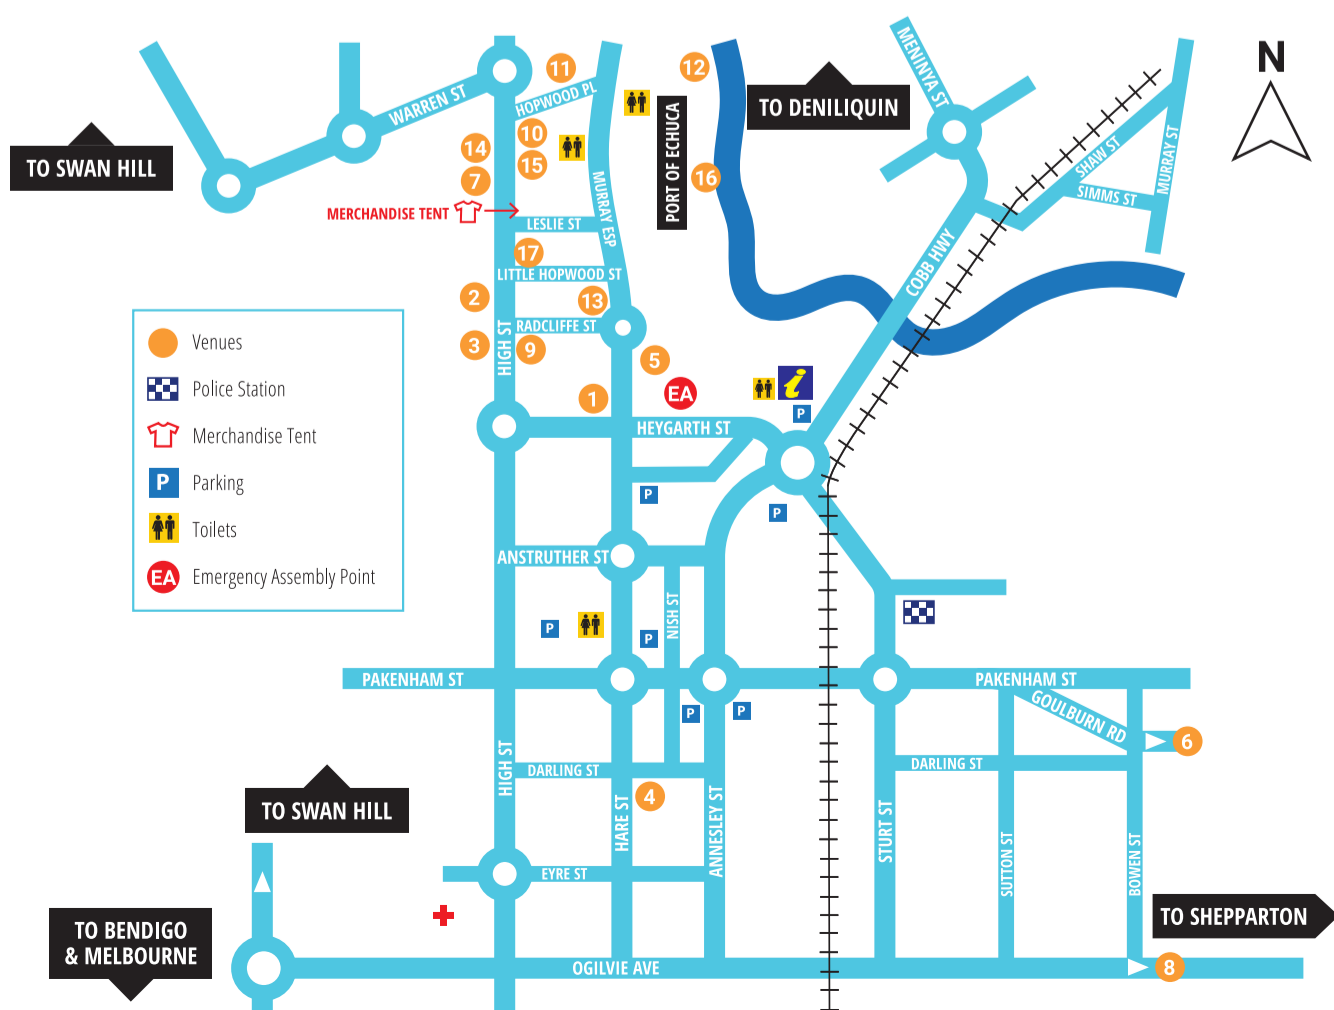 N
MENINYA ST
11
12
TO DENILIQUIN
WARREN ST
HOPWOOD PL
PORT OF ECHUCA
10
14
15
TO SWAN HILL
7
16
SHAW ST
MURRAY ST
SIMMS ST
MERCHANDISE TENT
MURRAY ESP
LESLIE ST
17
LITTLE HOPWOOD ST
COBB HWY
2
13
RADCLIFFE ST
HIGH ST
3
9
5
Venues
Police Station
Merchandise Tent
P
Parking
Toilets
EA
Emergency Assembly Point
1
EA
i
P
HEYGARTH ST
P
P
ANSTRUTHER ST
NISH ST
P
P
PAKENHAM ST
PAKENHAM ST
GOULBURN RD
P
P
6
HIGH ST
DARLING ST
DARLING ST
4
HARE ST
ANNESLEY ST
STURT ST
SUTTON ST
BOWEN ST
TO SWAN HILL
EYRE ST
TO BENDIGO
& MELBOURNE
TO SHEPPARTON
OGILVIE AVE
8